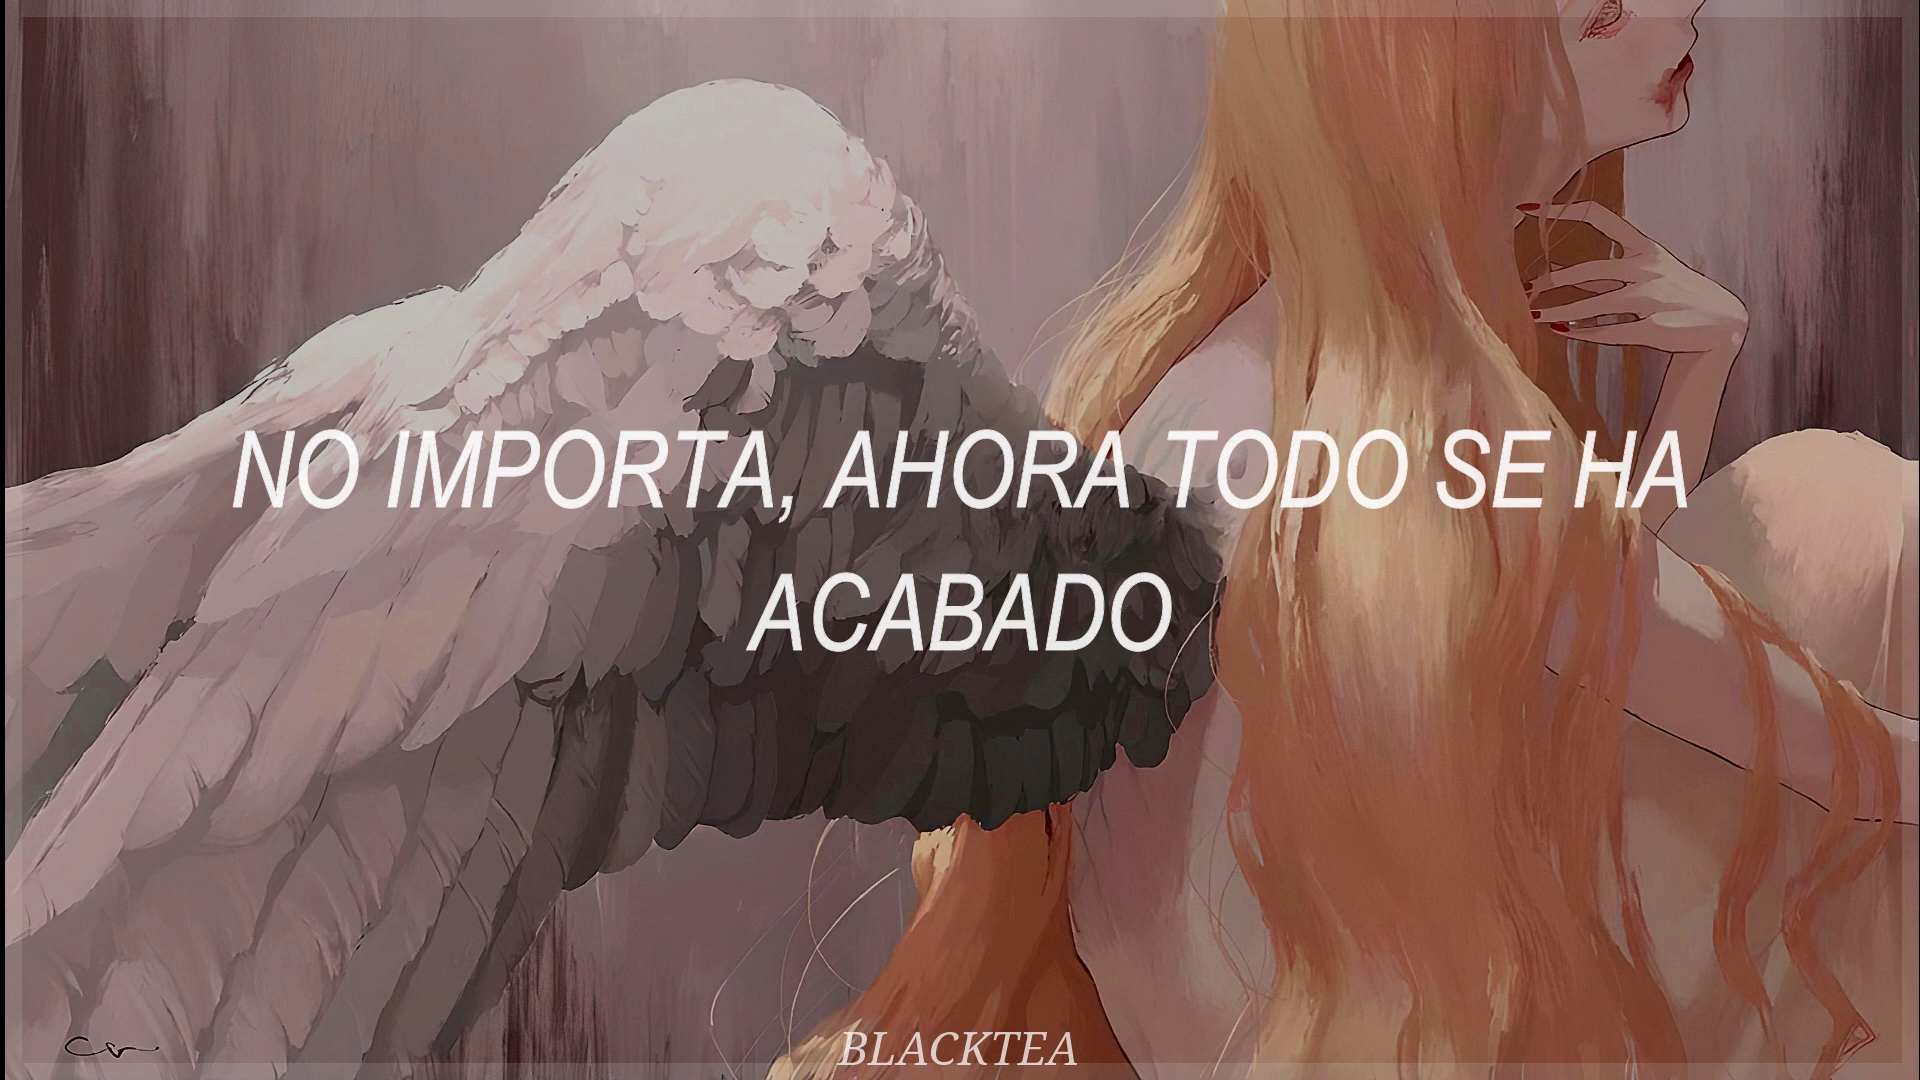 NO IMPORTA, AHORA TODO SE HA
ACABADO
BLACKTEA